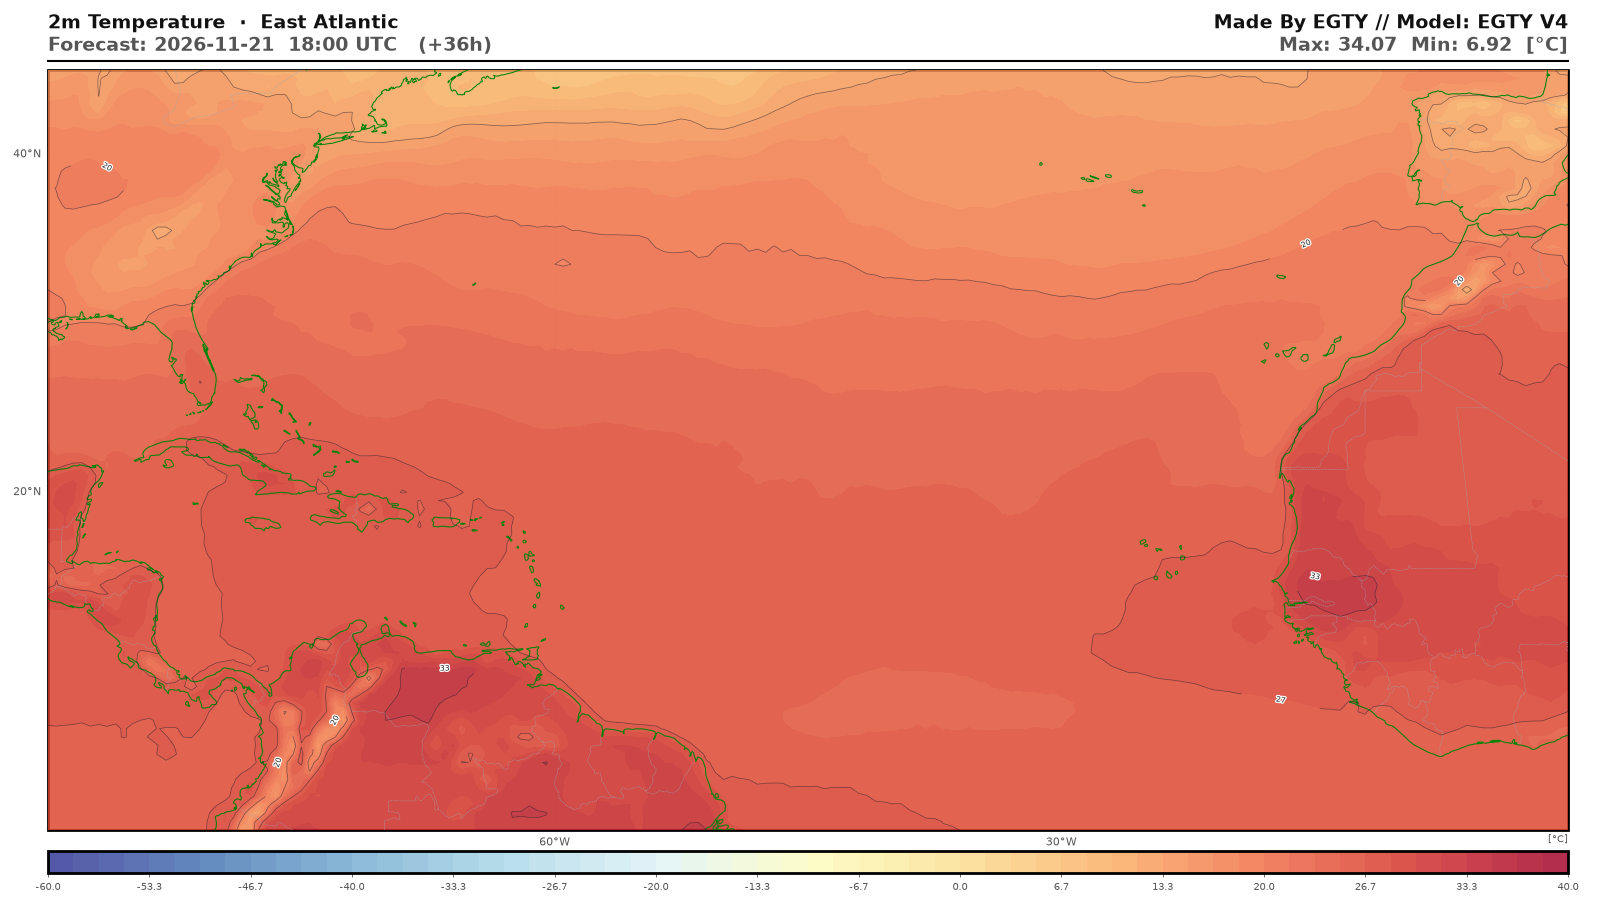 2m Temperature · East Atlantic
Made By EGTY // Model: EGTY V4
Forecast: 2026-11-21 18:00 UTC (+36h)
Max: 34.07 Min: 6.92 [°C]
40°N
20
20
20
20°N
33
33
27
20
20
60°W
30°W
[°C]
-60.0 -53.3 -46.7 -40.0 -33.3 -26.7 -20.0 -13.3 -6.7 0.0 6.7 13.3 20.0 26.7 33.3 40.0